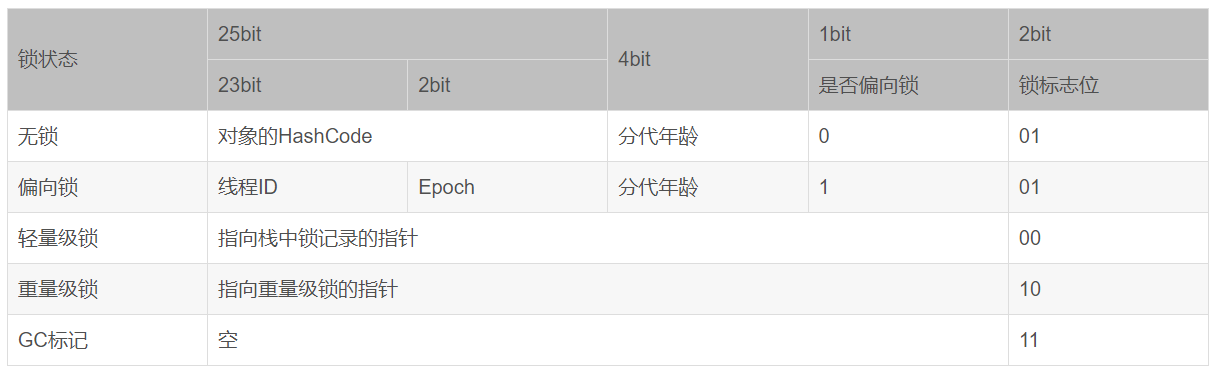 锁状态 25bit 4bit 1bit 2bit
23bit 2bit 是否偏向锁 锁标志位
无锁 对象的HashCode 分代年龄 0 01
偏向锁 线程ID Epoch 分代年龄 1 01
轻量级锁 指向栈中锁记录的指针 00
重量级锁 指向重量级锁的指针 10
GC标记 空 11